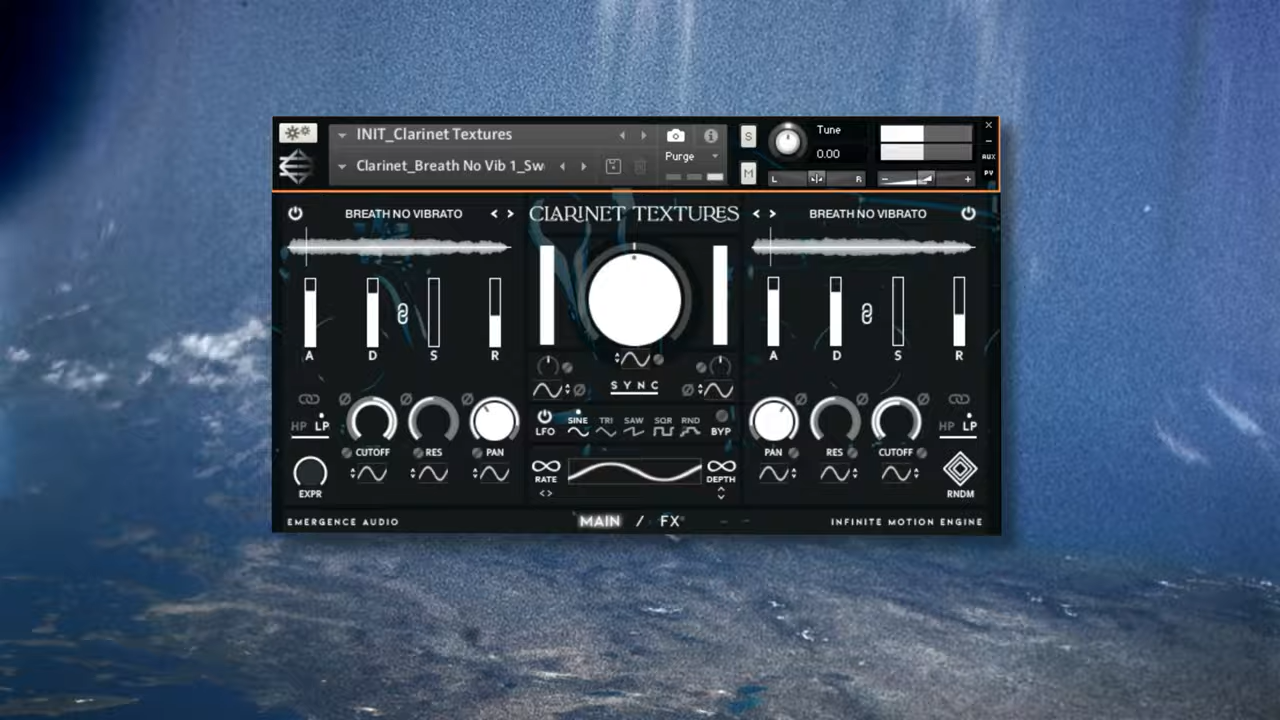 INIT_Clarinet Textures
Clarinet_Breath No Vib 1_Sw
Purge
S
M
Tune
0.00
L R
- +
×
-
AUX
PV
BREATH NO VIBRATO < >
CLARINET TEXTURES
< > BREATH NO VIBRATO
A D S R
A D S R
SYNC
HP LP
CUTOFF RES PAN
EXPR
LFO SINE TRI SAW SQR RND BYP
RATE DEPTH
< >
HP LP
PAN RES CUTOFF
RNDM
EMERGENCE AUDIO
MAIN / FX
INFINITE MOTION ENGINE